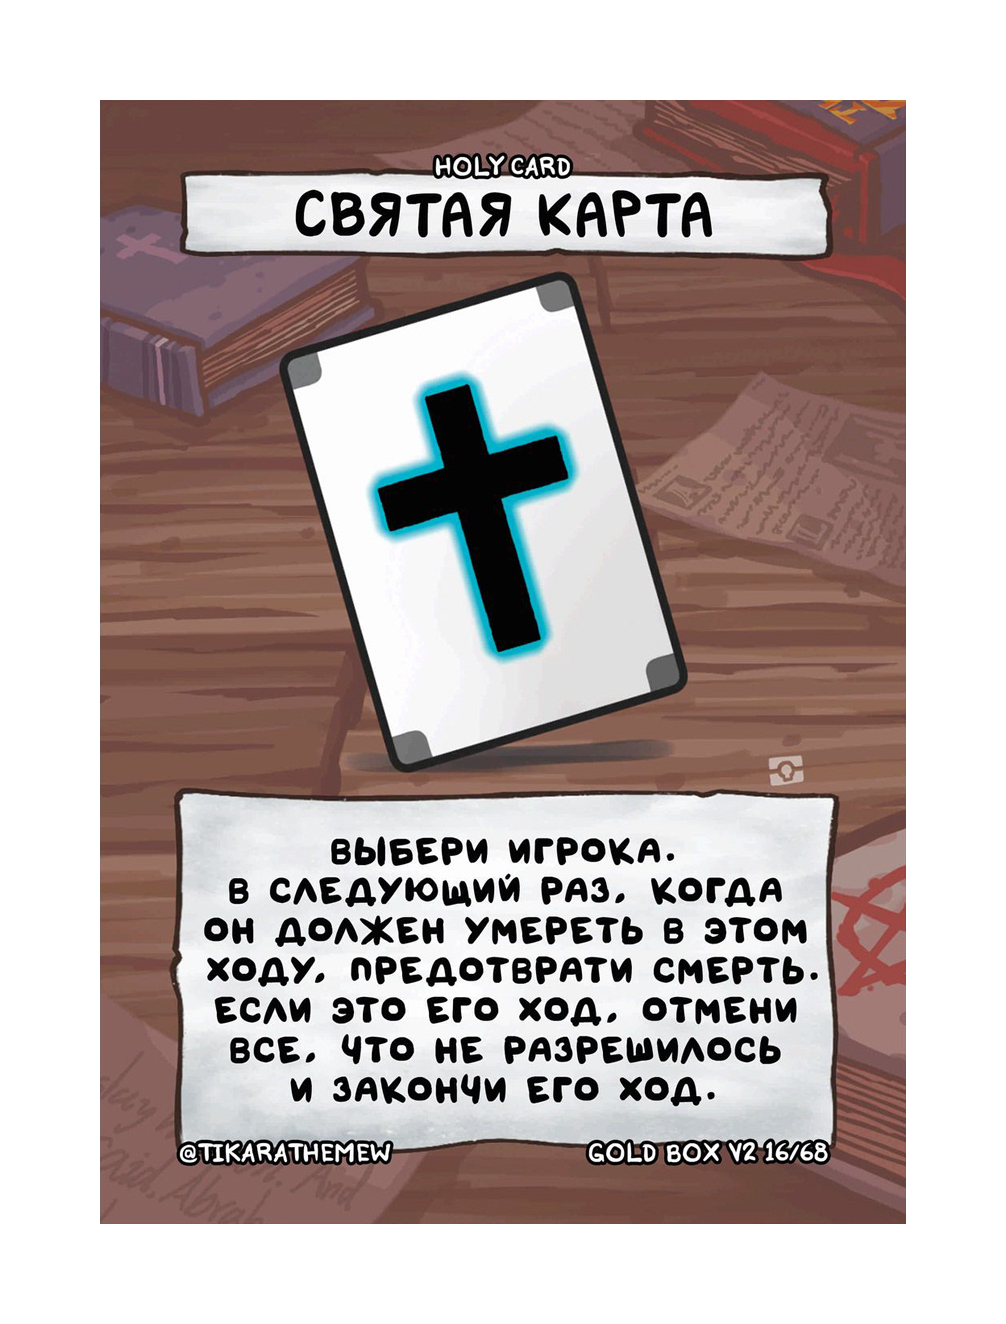 HOLY CARD
СВЯТАЯ КАРТА
ВЫБЕРИ ИГРОКА.
В СЛЕДУЮЩИЙ РАЗ, КОГДА
ОН ДОЛЖЕН УМЕРЕТЬ В ЭТОМ
ХОДУ, ПРЕДОТВРАТИ СМЕРТЬ.
ЕСЛИ ЭТО ЕГО ХОД, ОТМЕНИ
ВСЕ, ЧТО НЕ РАЗРЕШИЛОСЬ
И ЗАКОНЧИ ЕГО ХОД.
@TIKARATHEMEW
GOLD BOX V2 16/68